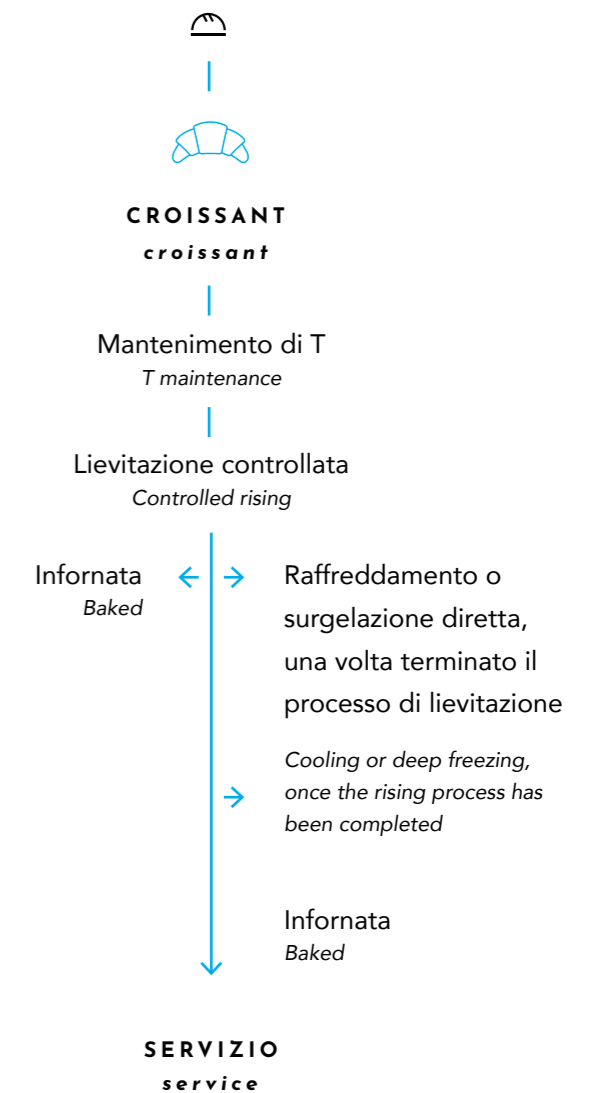 CROISSANT
croissant
Mantenimento di T
T maintenance
Lievitazione controllata
Controlled rising
Infornata
Baked
Raffreddamento o
surgelazione diretta,
una volta terminato il
processo di lievitazione
Cooling or deep freezing,
once the rising process has
been completed
Infornata
Baked
SERVIZIO
service